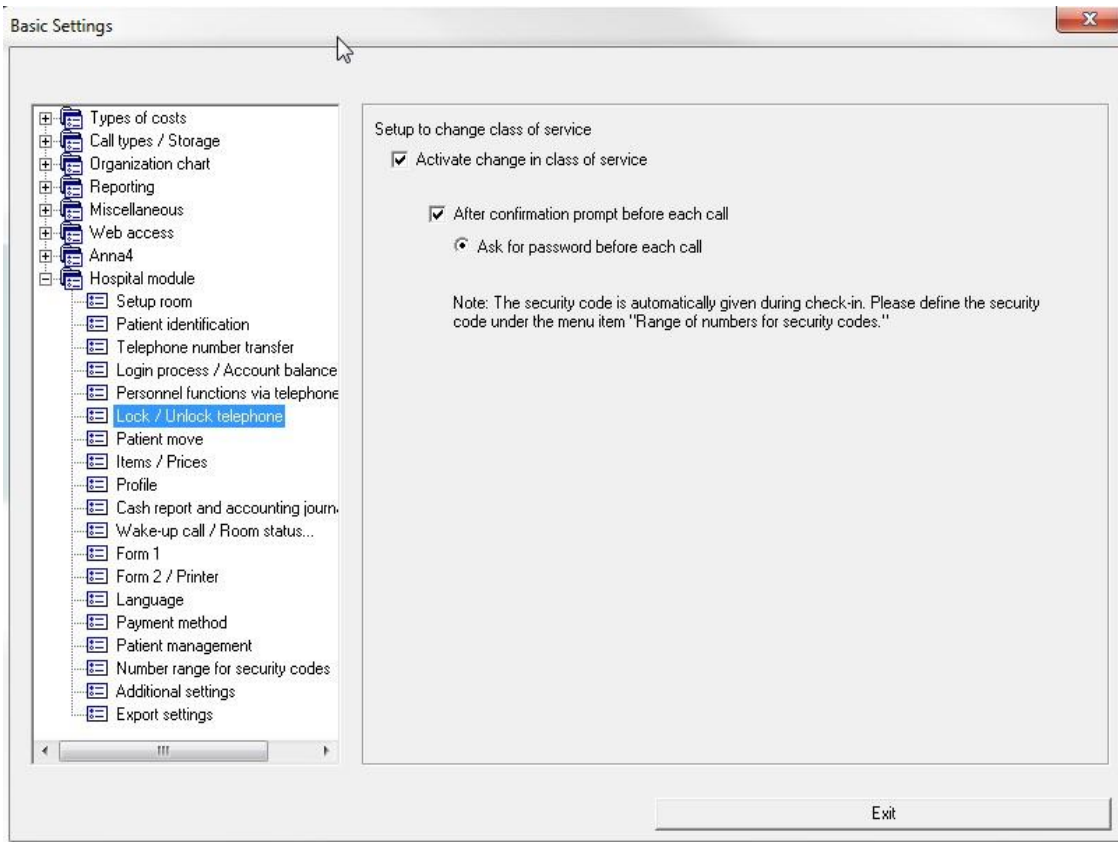 Basic Settings
Types of costs
Call types / Storage
Organization chart
Reporting
Miscellaneous
Web access
Anna4
Hospital module
Setup room
Patient identification
Telephone number transfer
Login process / Account balance
Personnel functions via telephone
Lock / Unlock telephone
Patient move
Items / Prices
Profile
Cash report and accounting journ
Wake-up call / Room status...
Form 1
Form 2 / Printer
Language
Payment method
Patient management
Number range for security codes
Additional settings
Export settings
Setup to change class of service
Activate change in class of service
After confirmation prompt before each call
Ask for password before each call
Note: The security code is automatically given during check-in. Please define the security
code under the menu item "Range of numbers for security codes."
Exit